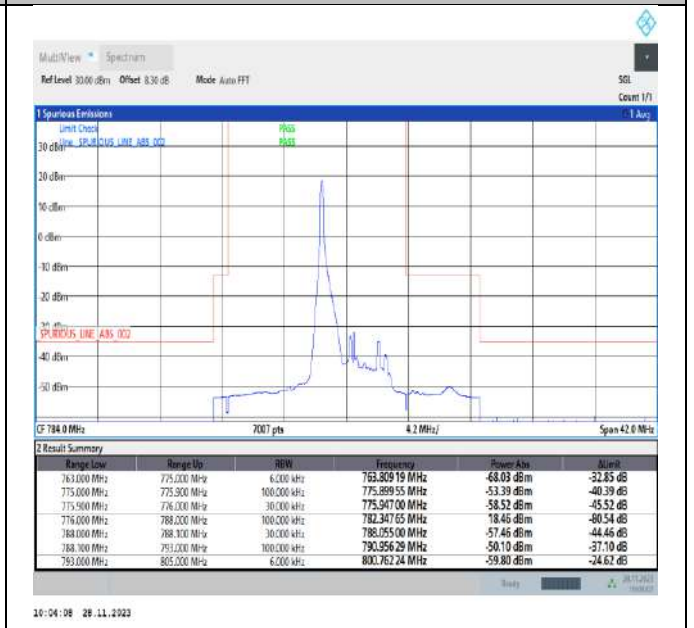 MultiView Spectrum
Ref Level 30.00 dBm Offset 8.30 dB Mode Auto FFT SGL
Count 1/1
1 Spurious Emissions 1 Avg
Limit Check PASS
30 dBm Line SPURIOUS_LINE_ABS_002 PASS
20 dBm
10 dBm
0 dBm
-10 dBm
-20 dBm
SPURIOUS_LINE_ABS_002
-40 dBm
-50 dBm
CF 784.0 MHz 7007 pts 4.2 MHz/ Span 42.0 MHz
2 Result Summary
Range Low Range Up RBW Frequency Power Abs ΔLimit
763.000 MHz 775.000 MHz 6.000 kHz 763.80919 MHz -68.03 dBm -32.85 dB
775.000 MHz 775.900 MHz 100.000 kHz 775.89955 MHz -53.39 dBm -40.39 dB
775.900 MHz 776.000 MHz 30.000 kHz 775.94700 MHz -58.52 dBm -45.52 dB
776.000 MHz 788.000 MHz 100.000 kHz 782.34765 MHz 18.46 dBm -80.54 dB
788.000 MHz 788.100 MHz 30.000 kHz 788.05500 MHz -57.46 dBm -44.46 dB
788.100 MHz 793.000 MHz 100.000 kHz 790.95629 MHz -50.10 dBm -37.10 dB
793.000 MHz 805.000 MHz 6.000 kHz 800.76224 MHz -59.80 dBm -24.62 dB
Ready 28.11.2023
10:04:08 28.11.2023